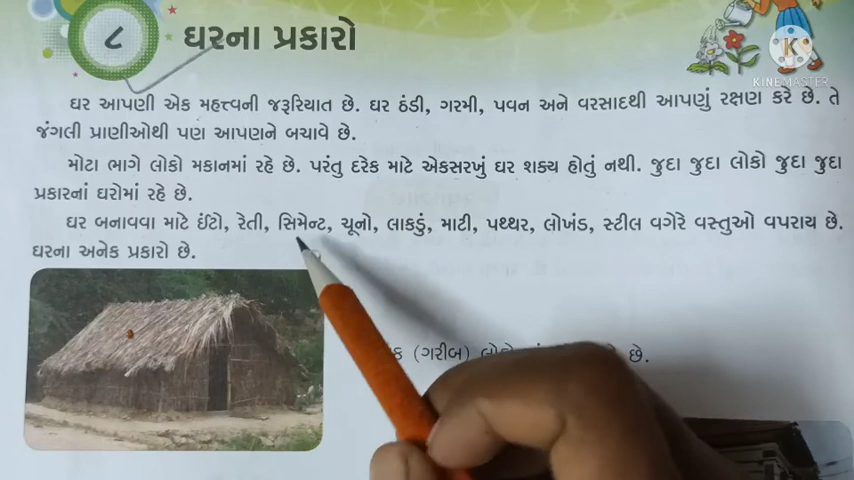 ૮ ઘરના પ્રકારો
KINEMASTER
ઘર આપણી એક મહત્ત્વની જરૂરિયાત છે. ઘર ઠંડી, ગરમી, પવન અને વરસાદથી આપણું રક્ષણ કરે છે. તે
જંગલી પ્રાણીઓથી પણ આપણને બચાવે છે.
મોટા ભાગે લોકો મકાનમાં રહે છે. પરંતુ દરેક માટે એકસરખું ઘર શક્ય હોતું નથી. જુદા જુદા લોકો જુદા જુદા
પ્રકારનાં ઘરોમાં રહે છે.
ઘર બનાવવા માટે ઈંટો, રેતી, સિમેન્ટ, ચૂનો, લાકડું, માટી, પથ્થર, લોખંડ, સ્ટીલ વગેરે વસ્તુઓ વપરાય છે.
ઘરના અનેક પ્રકારો છે.
(ગરીબ) છે.